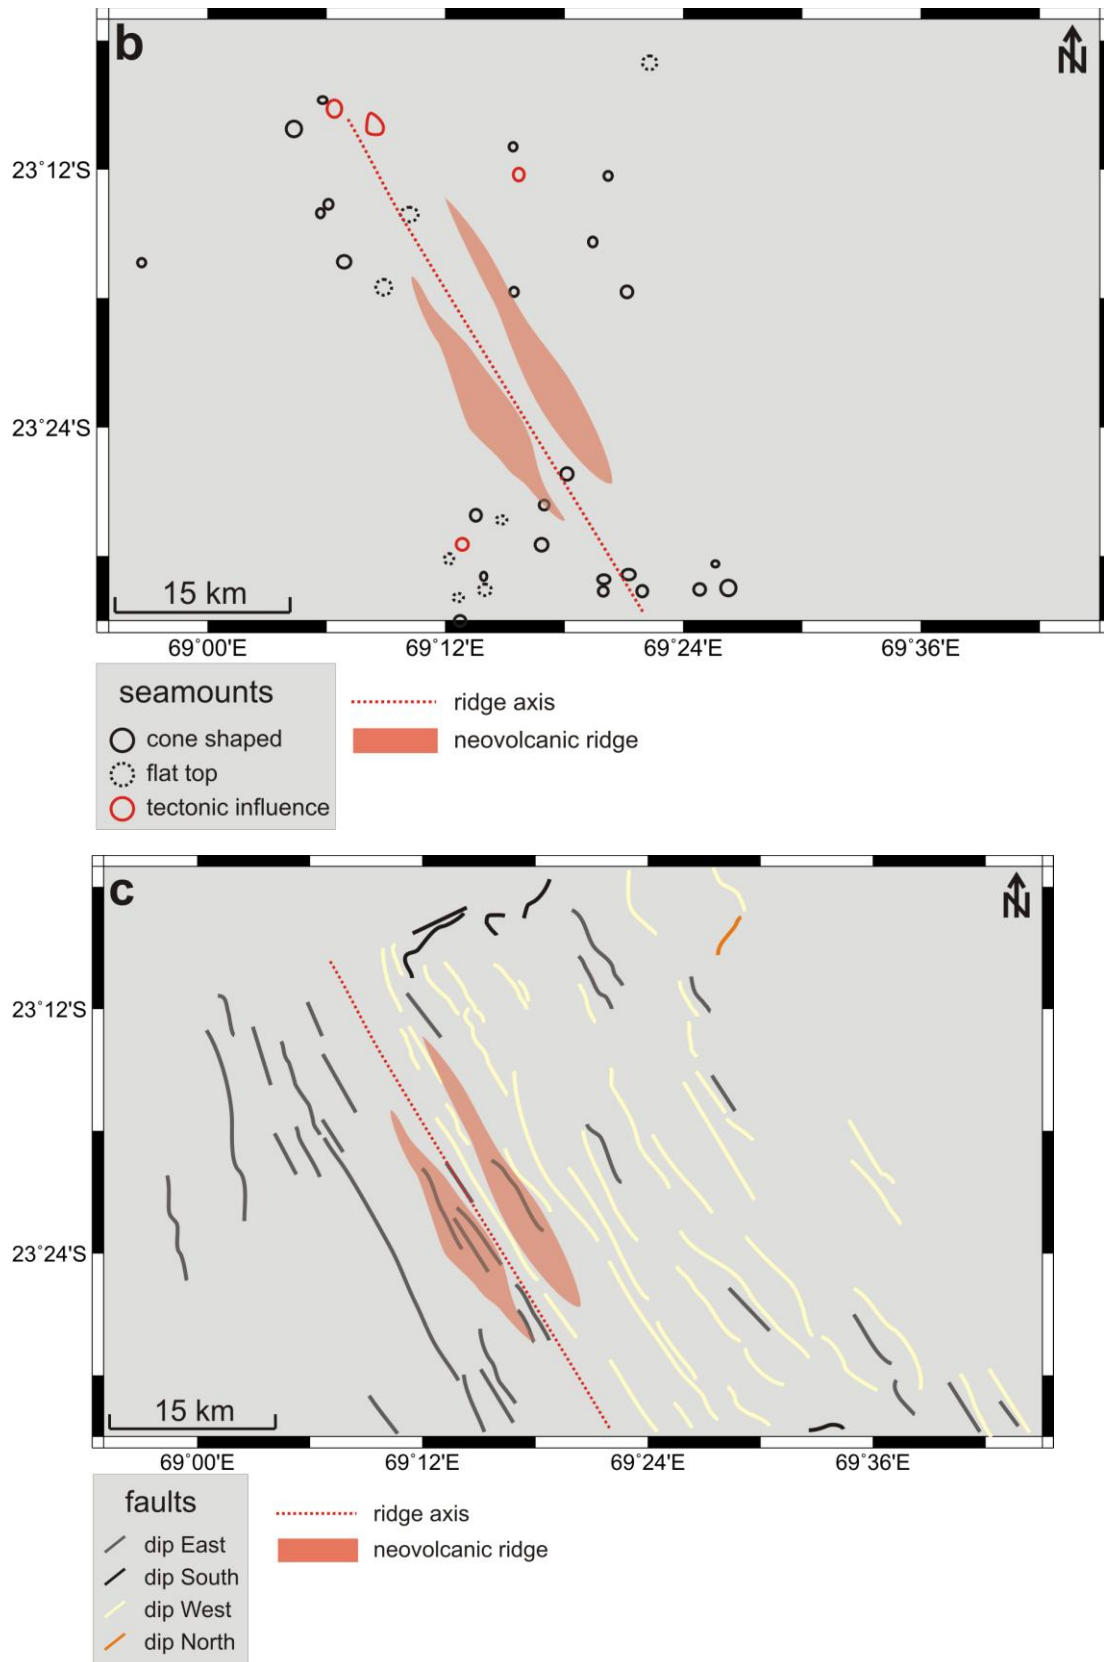 b
N
23°12'S
23°24'S
15 km
69°00'E 69°12'E 69°24'E 69°36'E
seamounts
cone shaped
flat top
tectonic influence
ridge axis
neovolcanic ridge
c
N
23°12'S
23°24'S
15 km
69°00'E 69°12'E 69°24'E 69°36'E
faults
dip East
dip South
dip West
dip North
ridge axis
neovolcanic ridge